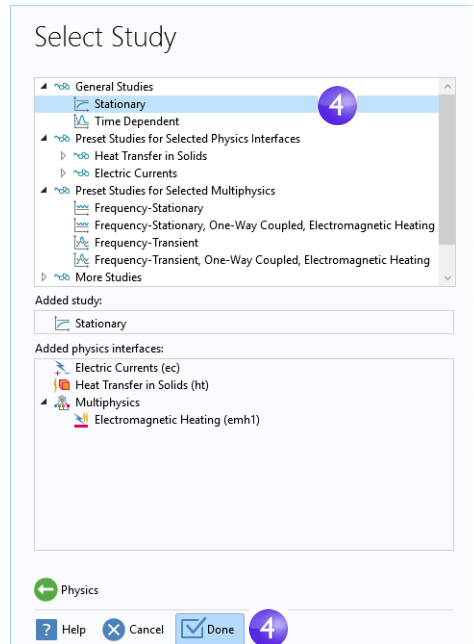 Select Study
General Studies
Stationary
4
Time Dependent
Preset Studies for Selected Physics Interfaces
Heat Transfer in Solids
Electric Currents
Preset Studies for Selected Multiphysics
Frequency-Stationary
Frequency-Stationary, One-Way Coupled, Electromagnetic Heating
Frequency-Transient
Frequency-Transient, One-Way Coupled, Electromagnetic Heating
More Studies
Added study:
Stationary
Added physics interfaces:
Electric Currents (ec)
Heat Transfer in Solids (ht)
Multiphysics
Electromagnetic Heating (emh1)
Physics
? Help Cancel Done 4